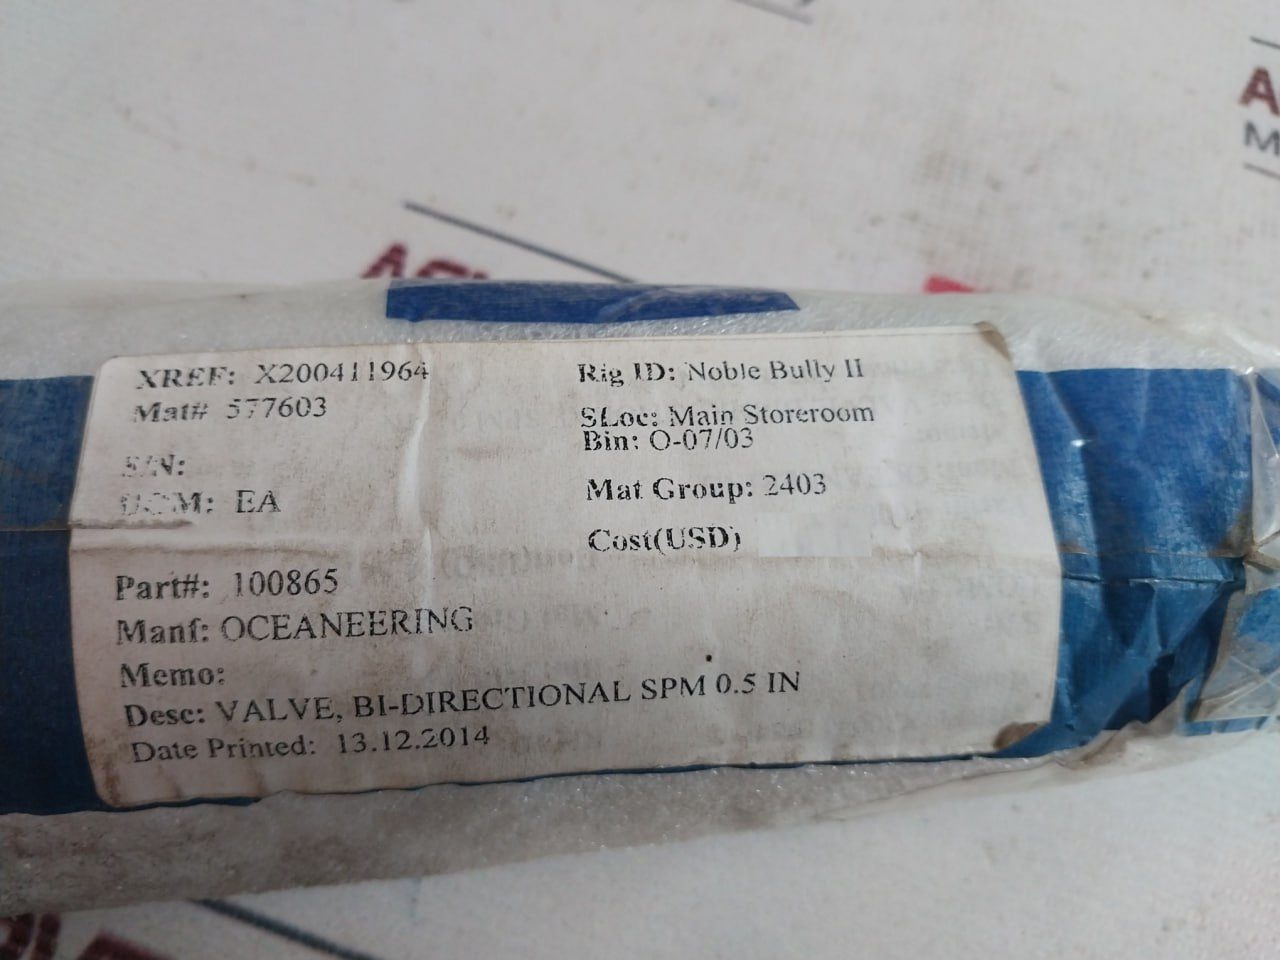 XREF: X200411964
Mat# 577603
S/N:
UOM: EA
Rig ID: Noble Bully II
SLoc: Main Storeroom
Bin: O-07/03
Mat Group: 2403
Cost(USD)
Part#: 100865
Manf: OCEANEERING
Memo:
Desc: VALVE, BI-DIRECTIONAL SPM 0.5 IN
Date Printed: 13.12.2014